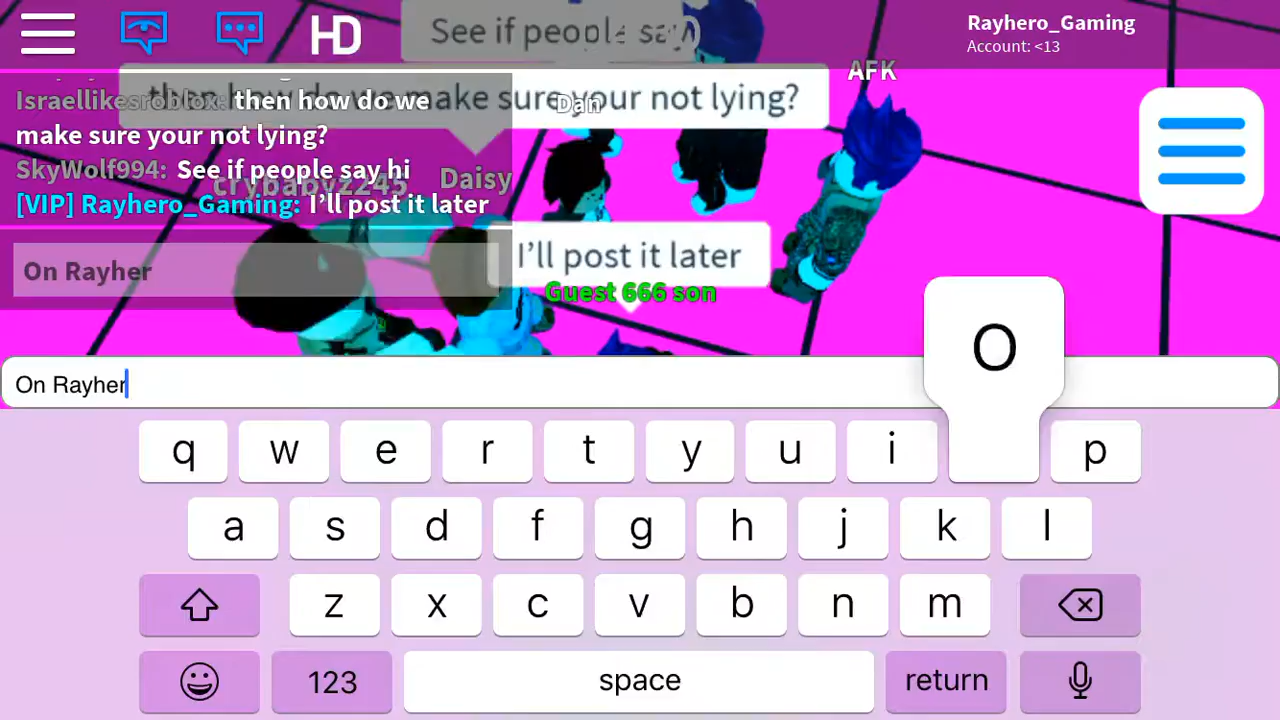 See if people say
Rayhero_Gaming
Account: <13
HD
AFK
then how do we make sure your not lying?
Dan
Israellikesroblox: then how do we
make sure your not lying?
SkyWolf994: See if people say hi
crybabyz245
Daisy
[VIP] Rayhero_Gaming: I’ll post it later
I’ll post it later
On Rayher
Guest 666 son
On Rayher
O
q w e r t y u i p
a s d f g h j k l
z x c v b n m
123 space return